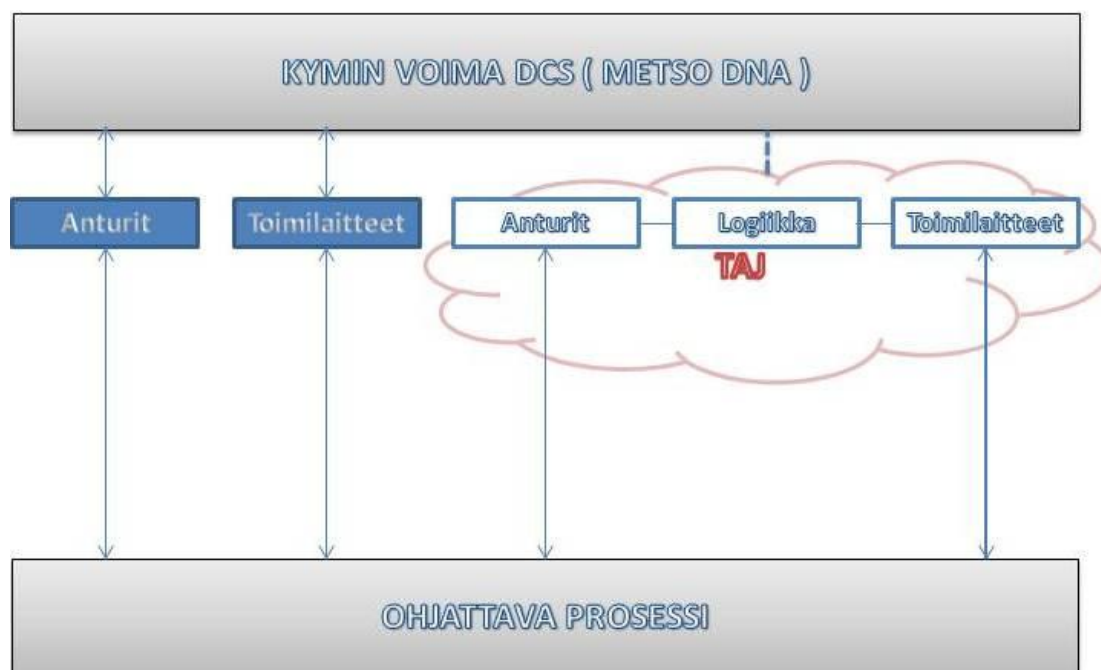 KYMIN VOIMA DCS ( METSO DNA )
Anturit
Toimilaitteet
Anturit
Logiikka
Toimilaitteet
TAJ
OHJATTAVA PROSESSI